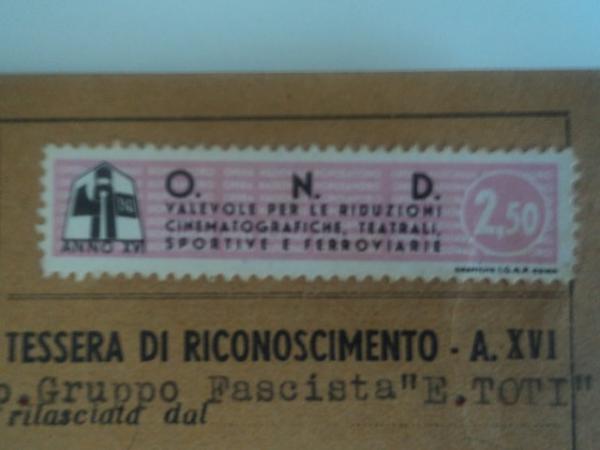 O. N. D.
VALEVOLE PER LE RIDUZIONI
CINEMATOGRAFICHE, TEATRALI,
SPORTIVE E FERROVIARIE
2,50
ANNO XVI
TESSERA DI RICONOSCIMENTO - A. XVI
p. Gruppo Fascista "E. TOTI"
rilasciata dal